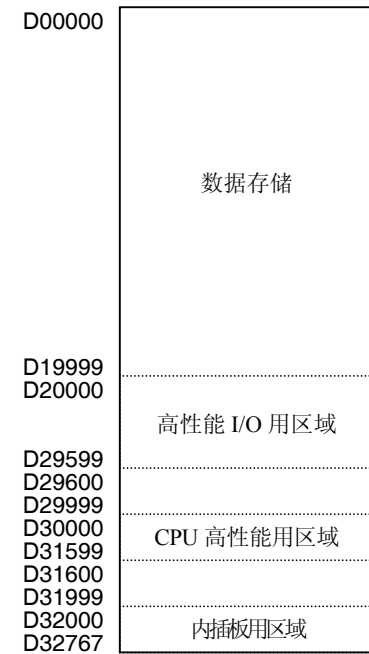 D00000
数据存储
D19999
D20000
高性能 I/O 用区域
D29599
D29600
D29999
D30000
CPU 高性能用区域
D31599
D31600
D31999
D32000
内插板用区域
D32767